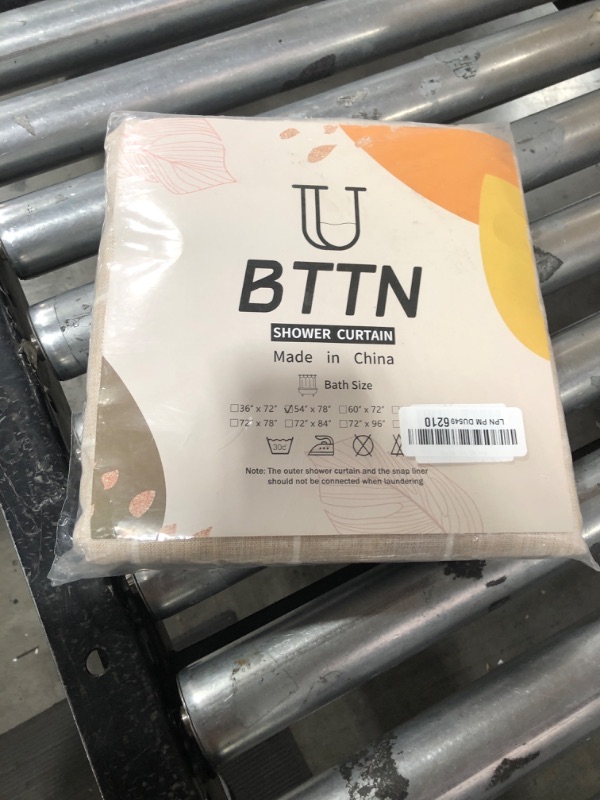 BTTN
SHOWER CURTAIN
Made in China
Bath Size
☐36" x 72" ☑54" x 78" ☐60" x 72" ☐
☐72" x 78" ☐72" x 84" ☐72" x 96" ☐
LPN PM DU549 6210
30c
Note: The outer shower curtain and the snap liner
should not be connected when laundering